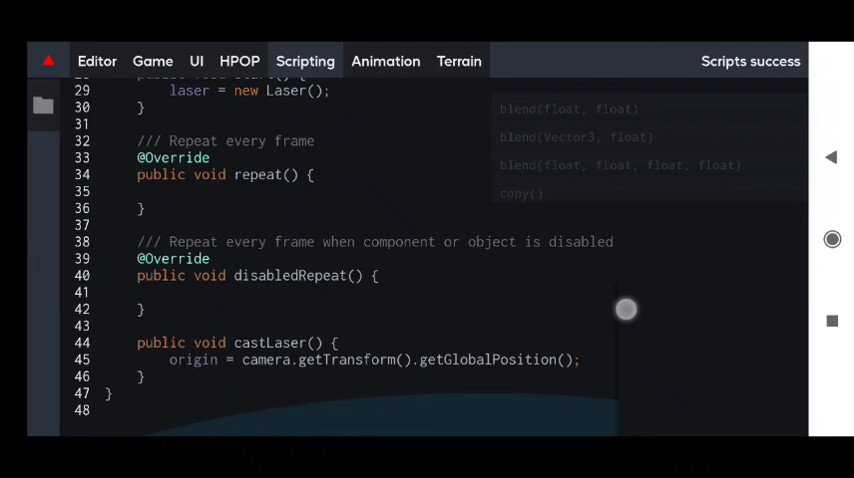 Editor Game UI HPOP Scripting Animation Terrain Scripts success
29 laser = new Laser();
30 }
31
32 /// Repeat every frame
33 @Override
34 public void repeat() {
35
36 }
37
38 /// Repeat every frame when component or object is disabled
39 @Override
40 public void disabledRepeat() {
41
42 }
43
44 public void castLaser() {
45 origin = camera.getTransform().getGlobalPosition();
46 }
47 }
48
blend(float, float)
blend(Vector3, float)
blend(float, float, float, float)
copy()